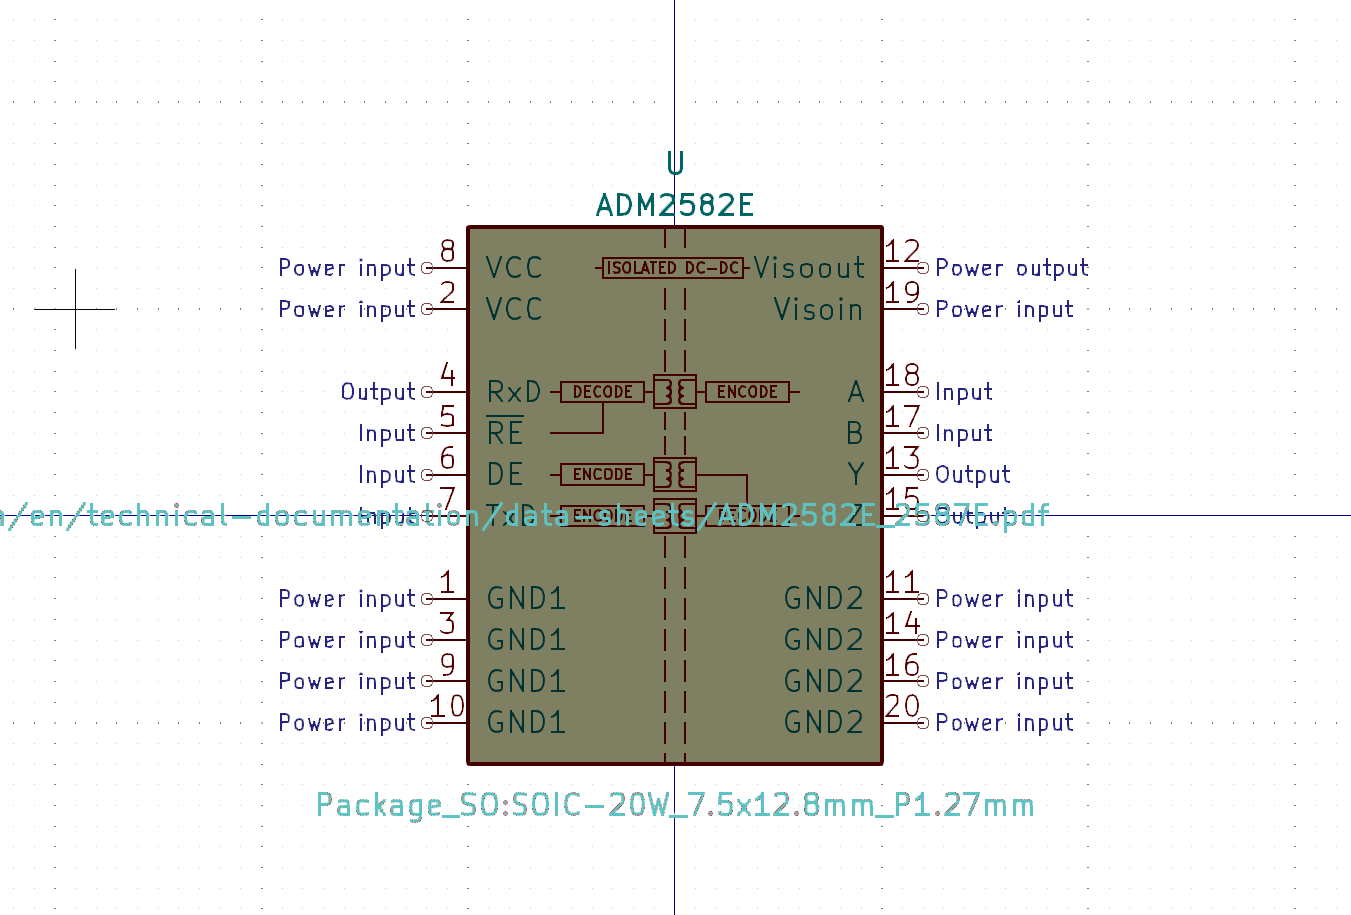 U
ADM2582E
Power input 8 VCC ISOLATED DC-DC Visoout 12 Power output
Power input 2 VCC Visoin 19 Power input
Output 4 RxD DECODE ENCODE A 18 Input
Input 5 RE B 17 Input
Input 6 DE ENCODE Y 13 Output
Input 7 TxD ENCODE DECODE Z 15 Output
/en/technical-documentation/data-sheets/ADM2582E_2587E.pdf
Power input 1 GND1 GND2 11 Power input
Power input 3 GND1 GND2 14 Power input
Power input 9 GND1 GND2 16 Power input
Power input 10 GND1 GND2 20 Power input
Package_SO:SOIC-20W_7.5x12.8mm_P1.27mm